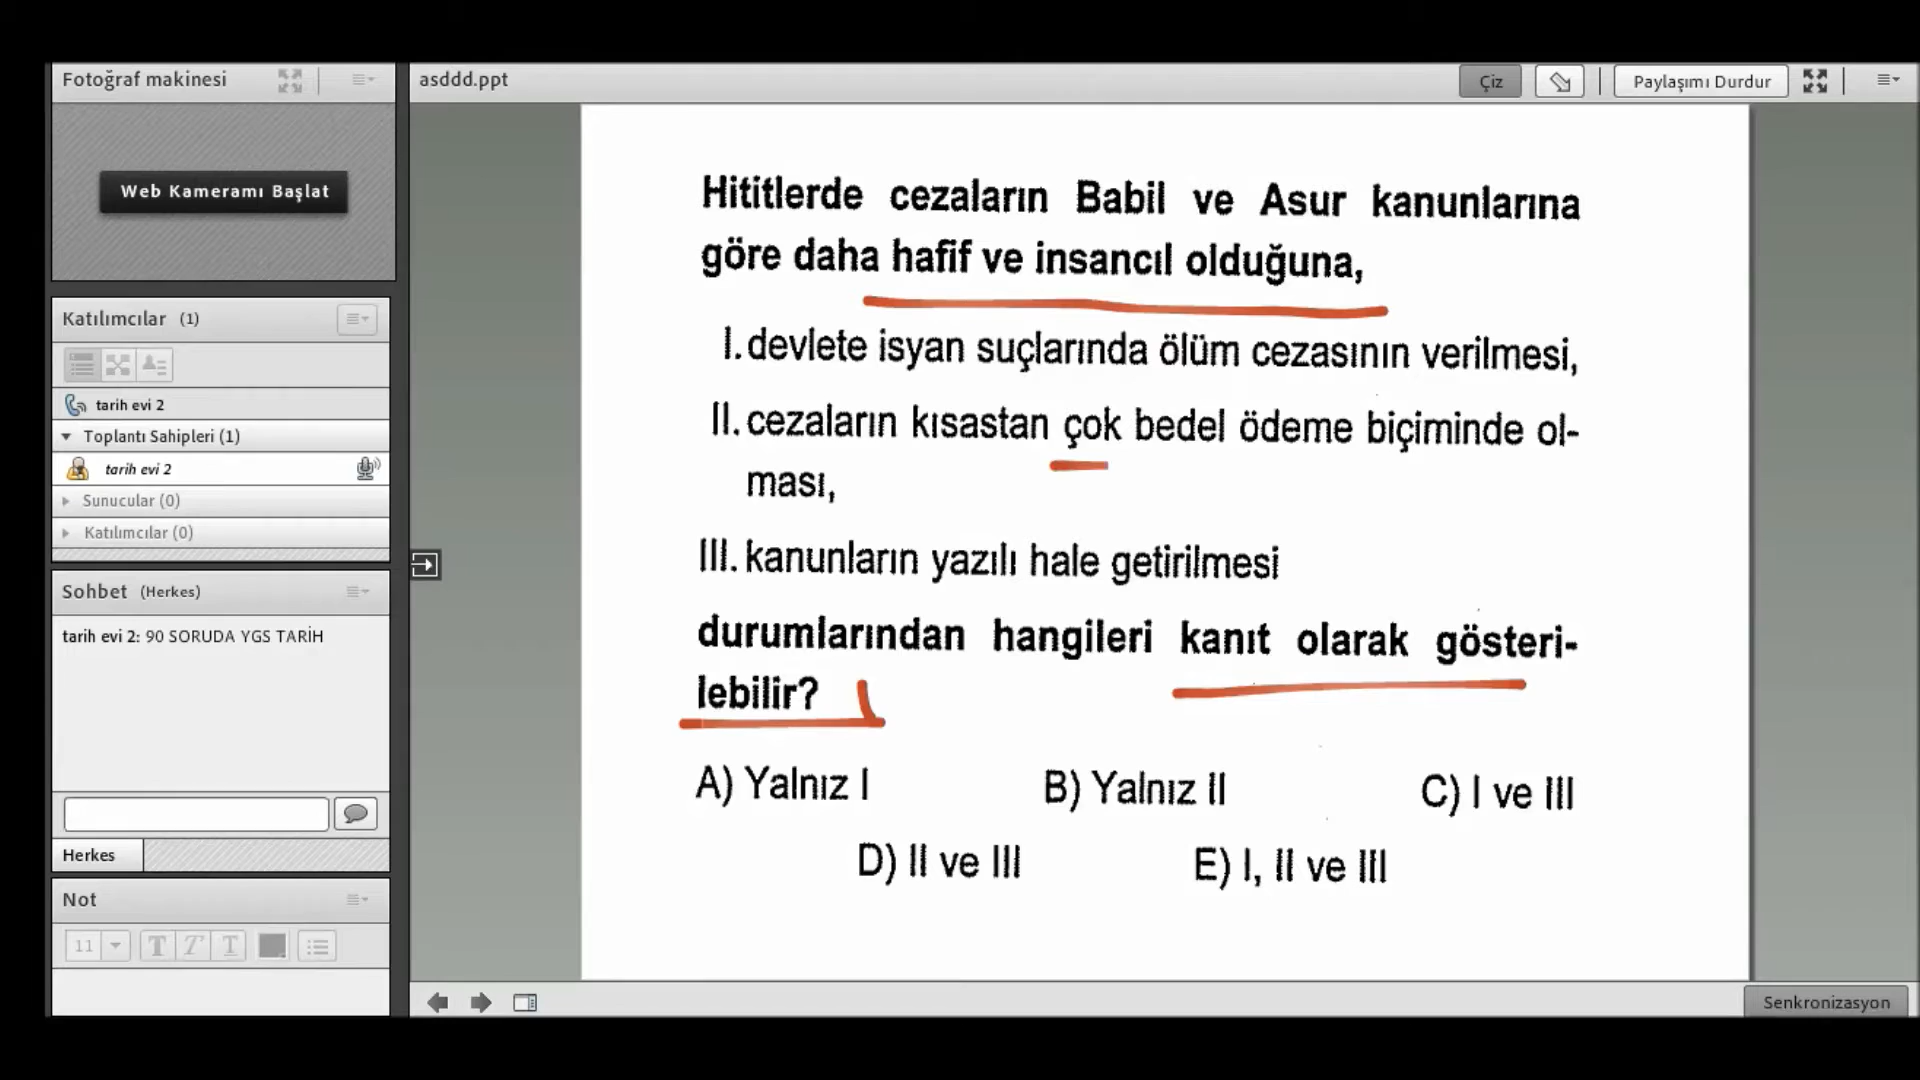 Fotoğraf makinesi
Web Kameramı Başlat
Katılımcılar (1)
tarih evi 2
Toplantı Sahipleri (1)
tarih evi 2
Sunucular (0)
Katılımcılar (0)
Sohbet (Herkes)
tarih evi 2: 90 SORUDA YGS TARİH
Herkes
Not
11
asddd.ppt
Çiz
Paylaşımı Durdur
Hititlerde cezaların Babil ve Asur kanunlarına
göre daha hafif ve insancıl olduğuna,
I. devlete isyan suçlarında ölüm cezasının verilmesi,
II. cezaların kısastan çok bedel ödeme biçiminde ol-
ması,
III. kanunların yazılı hale getirilmesi
durumlarından hangileri kanıt olarak gösteri-
lebilir?
A) Yalnız I B) Yalnız II C) I ve III
D) II ve III E) I, II ve III
Senkronizasyon